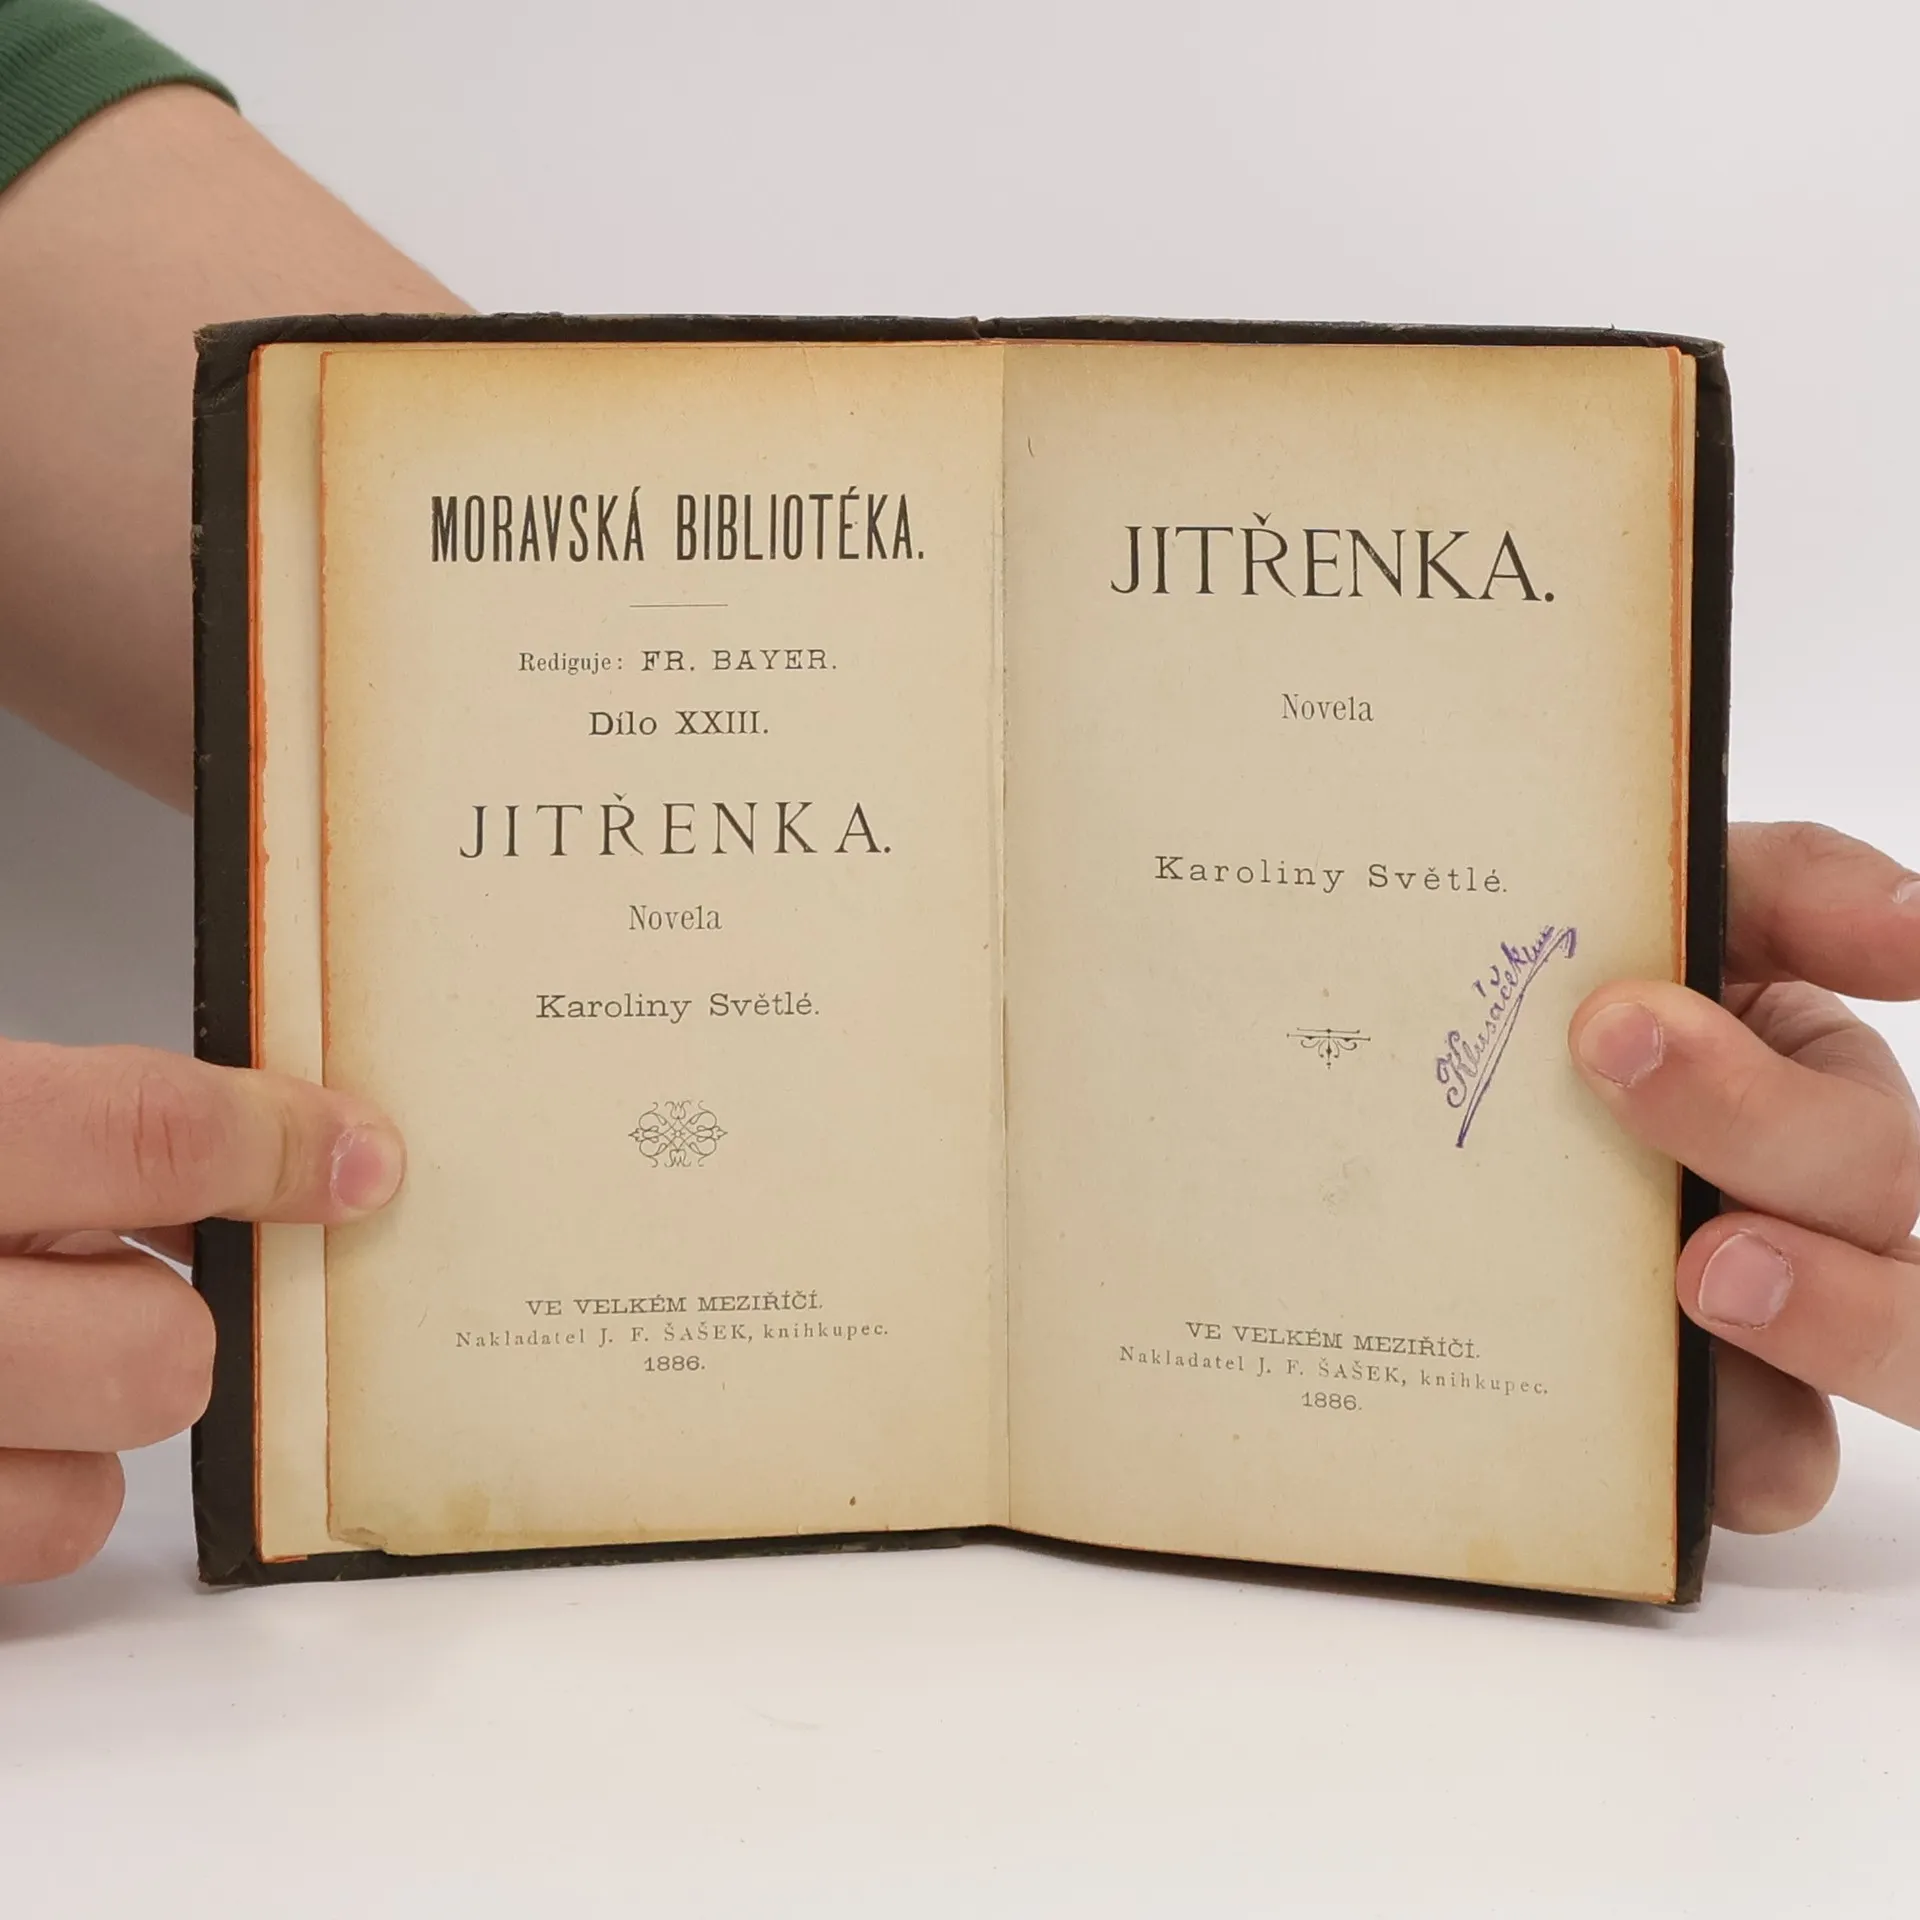 MORAVSKÁ BIBLIOTÉKA.
Rediguje: FR. BAYER.
Dílo XXIII.
JITŘENKA.
Novela
Karoliny Světlé.
VE VELKÉM MEZIŘÍČÍ.
Nakladatel J. F. ŠAŠEK, knihkupec.
1886.
JITŘENKA.
Novela
Karoliny Světlé.
VE VELKÉM MEZIŘÍČÍ.
Nakladatel J. F. ŠAŠEK, knihkupec.
1886.